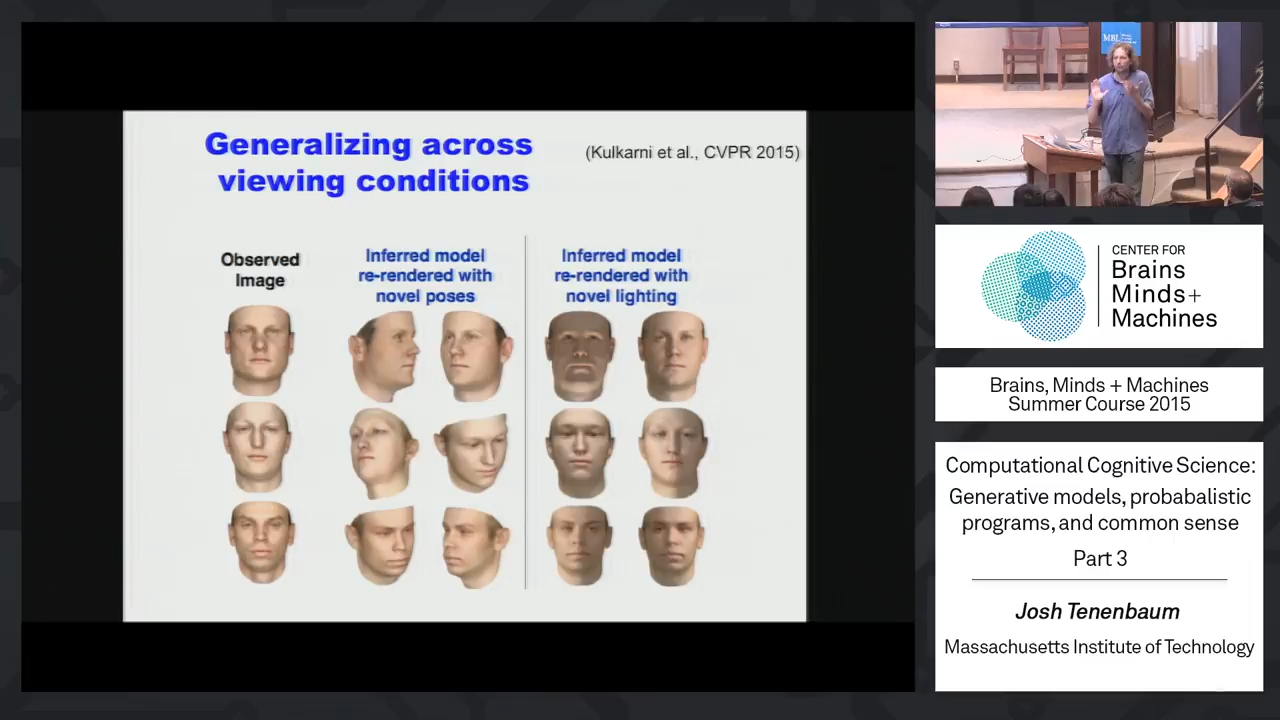 Generalizing across
viewing conditions
(Kulkarni et al., CVPR 2015)
Observed
Image
Inferred model
re-rendered with
novel poses
Inferred model
re-rendered with
novel lighting
MBL
CENTER FOR
Brains
Minds+
Machines
Brains, Minds + Machines
Summer Course 2015
Computational Cognitive Science:
Generative models, probabalistic
programs, and common sense
Part 3
Josh Tenenbaum
Massachusetts Institute of Technology